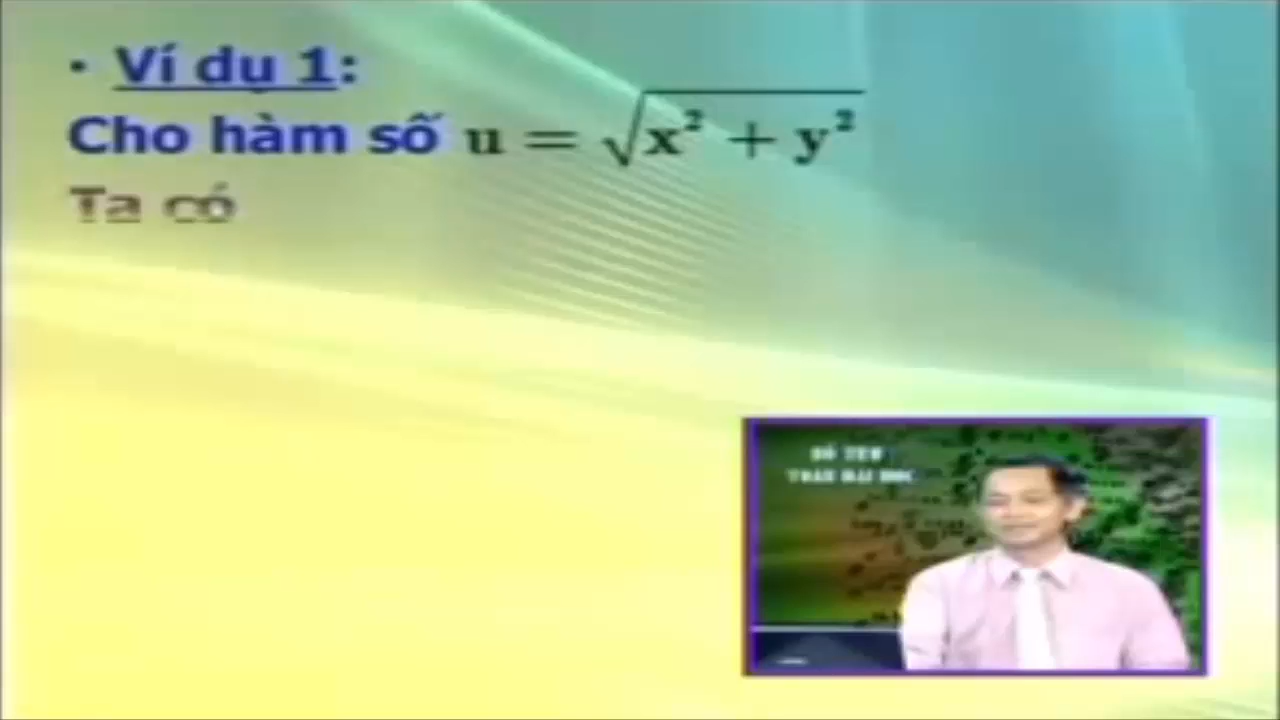 • Ví dụ 1:
Cho hàm số u = √(x² + y²)
Ta có